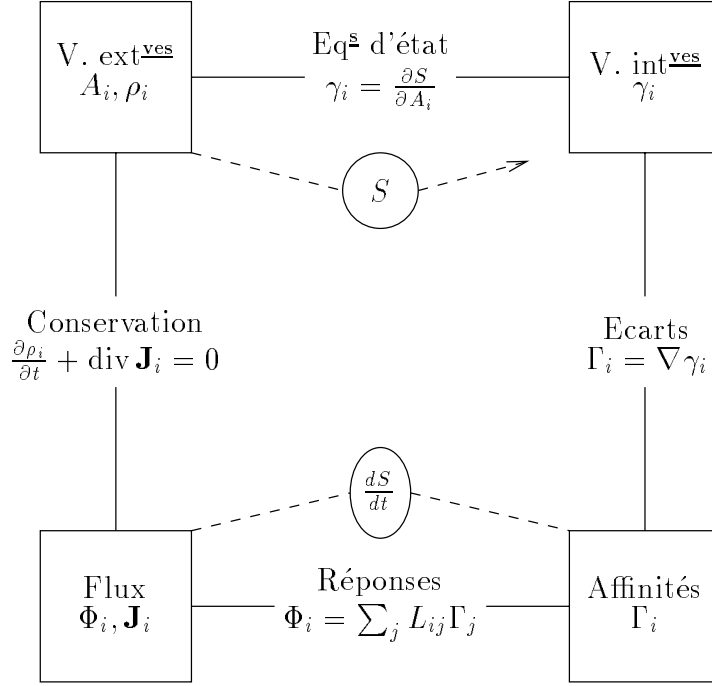 V. ext^ves
A_i, ρ_i
Eq^s d'état
γ_i = ∂S/∂A_i
V. int^ves
γ_i
S
Conservation
∂ρ_i/∂t + div J_i = 0
Ecarts
Γ_i = ∇γ_i
dS/dt
Flux
Φ_i, J_i
Réponses
Φ_i = ∑_j L_ij Γ_j
Affinités
Γ_i